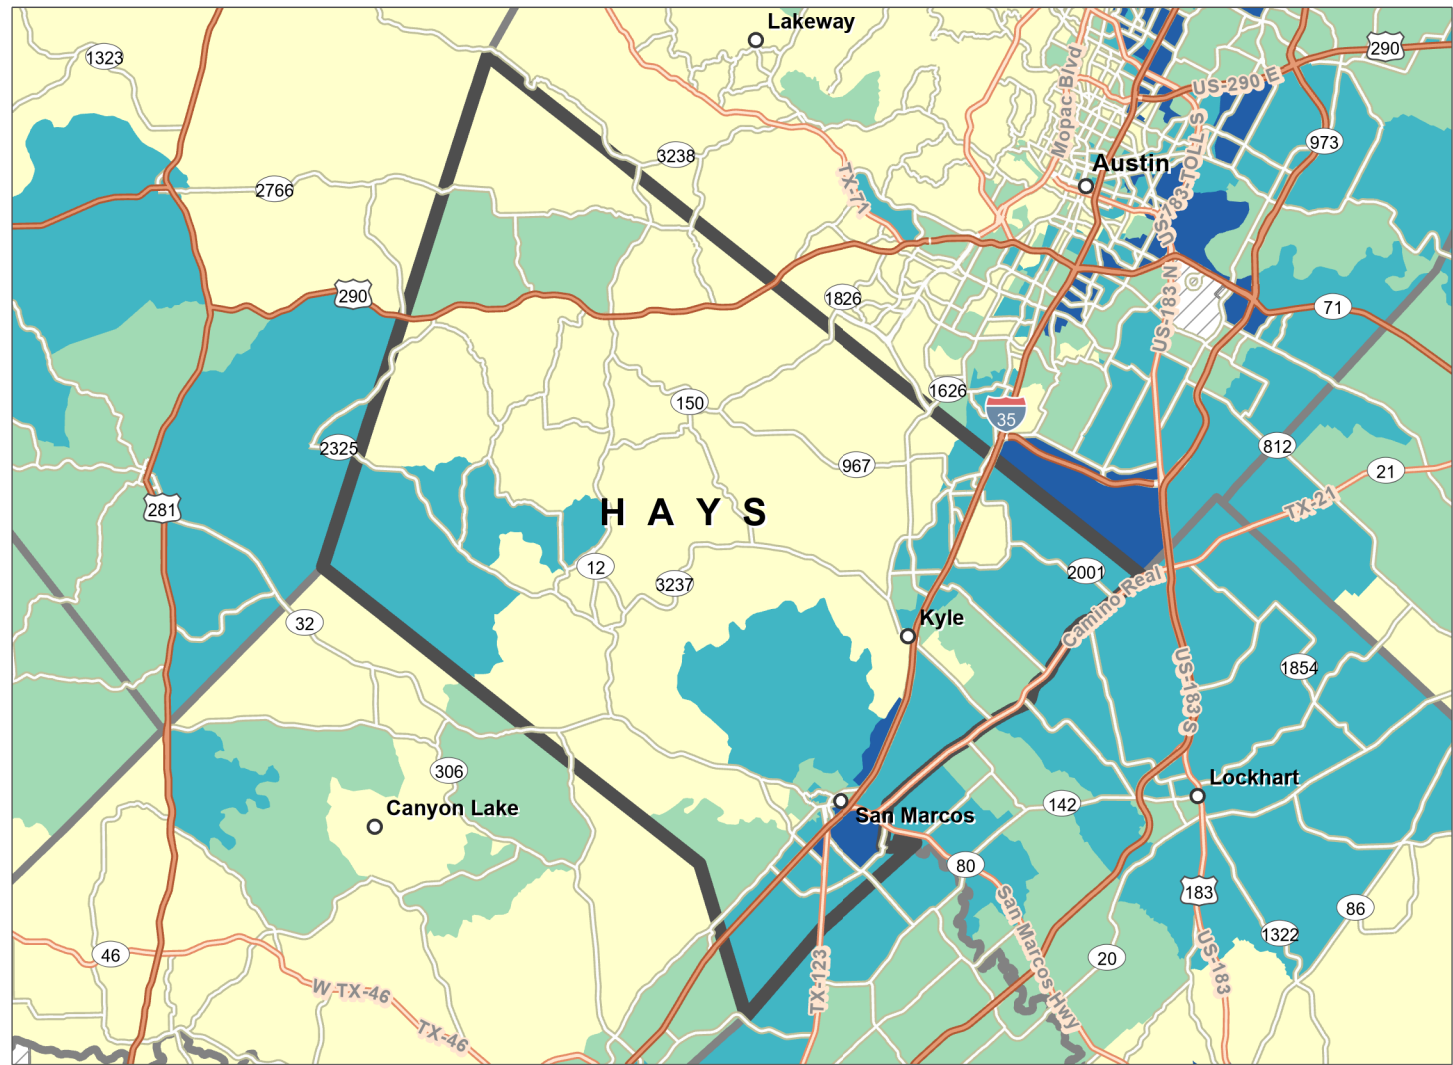 Lakeway
1323
290
US-290 E
Mopac Blvd
973
3238
Austin
US-183-TOLL S
TX-71
2766
290
1826
US-183 N
71
1626
35
150
2325
812
967
21
281
TX-21
H A Y S
12
3237
2001
Camino Real
Kyle
32
1854
US-183 S
306
Lockhart
Canyon Lake
142
San Marcos
80
183
86
San Marcos Hwy
1322
46
20
US-183
TX-123
W TX-46
TX-46